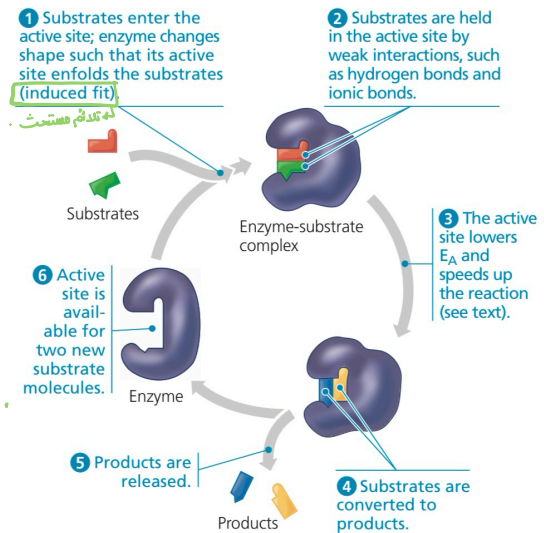 1 Substrates enter the
active site; enzyme changes
shape such that its active
site enfolds the substrates
(induced fit).
تلائم مستحث
Substrates
2 Substrates are held
in the active site by
weak interactions, such
as hydrogen bonds and
ionic bonds.
Enzyme-substrate
complex
3 The active
site lowers
E_A and
speeds up
the reaction
(see text).
4 Substrates are
converted to
products.
5 Products are
released.
Products
6 Active
site is
avail-
able for
two new
substrate
molecules.
Enzyme